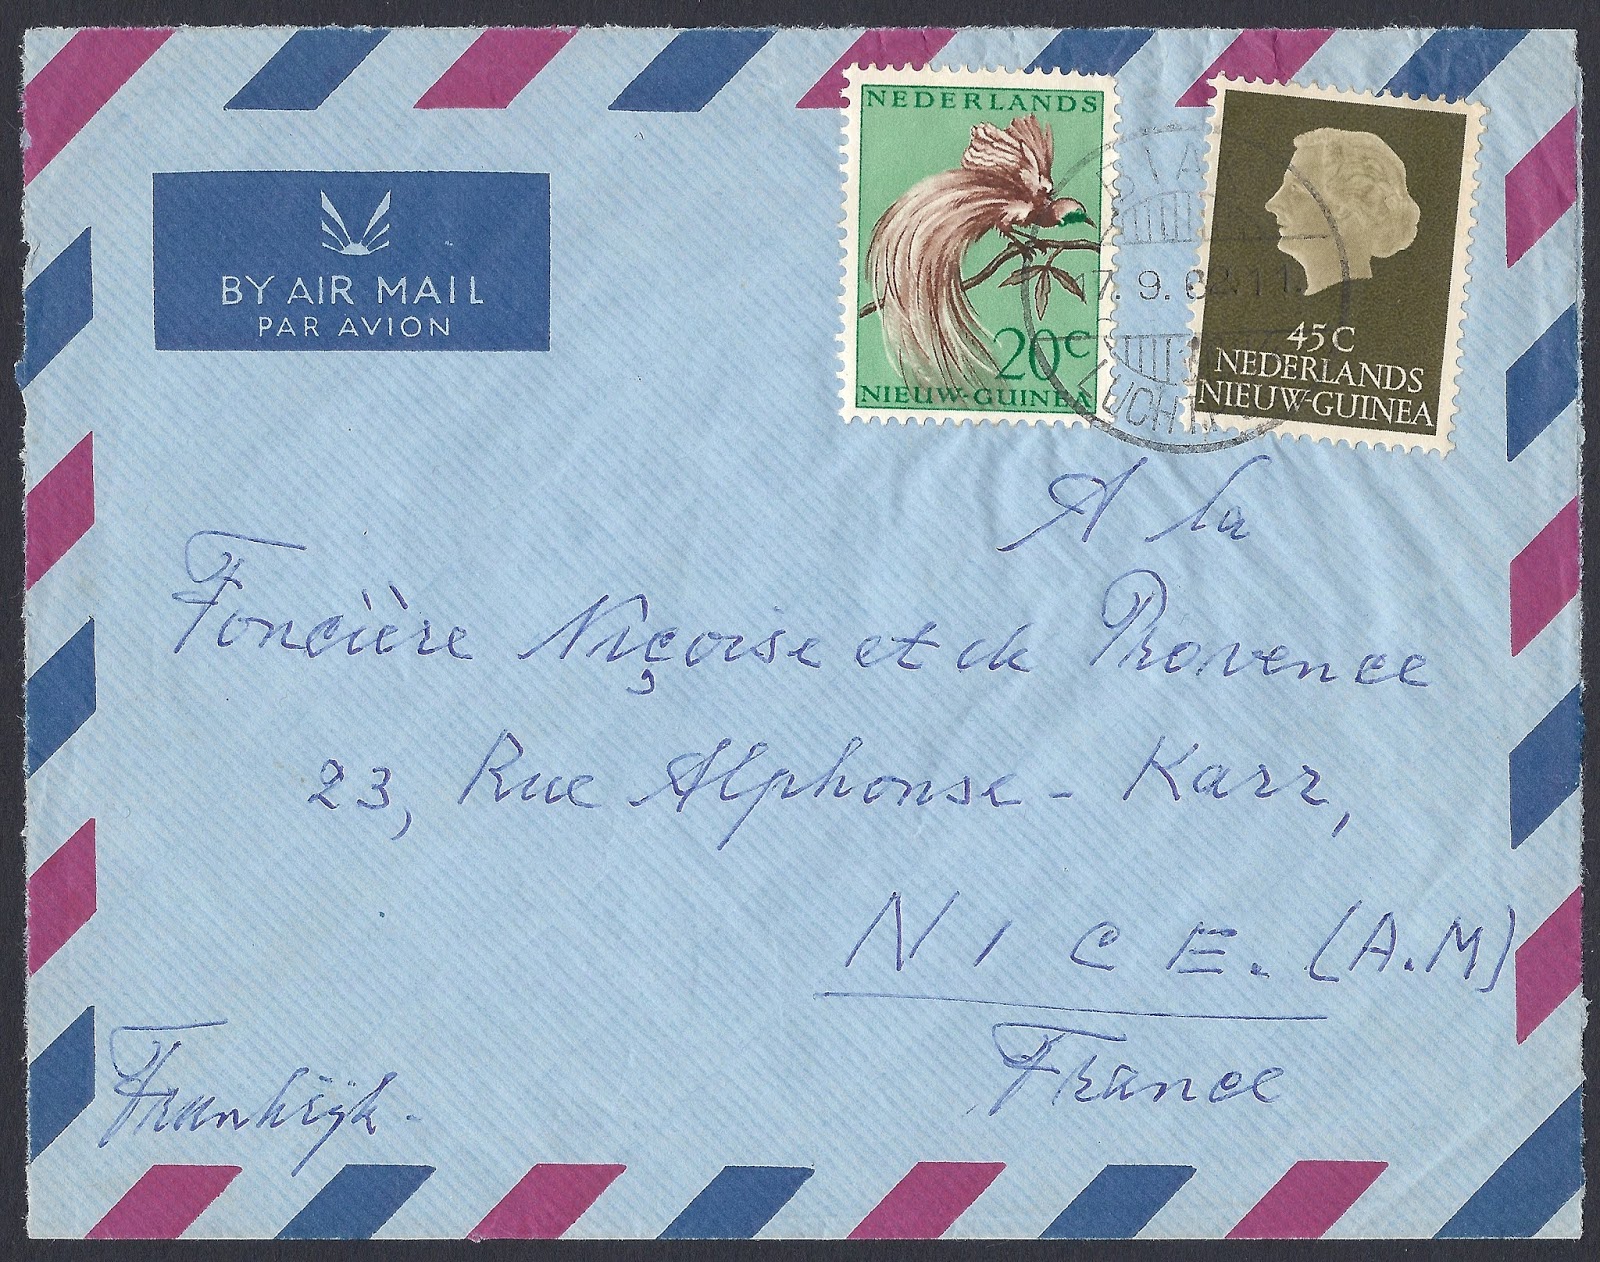 NEDERLANDS
20C
NIEUW-GUINEA
45C
NEDERLANDS
NIEUW-GUINEA
17.9.62.11.
BY AIR MAIL
PAR AVION
A la
Foncière Niçoise et de Provence
23, Rue Alphonse-Karr,
NICE. (A.M)
France
Frankrijk.